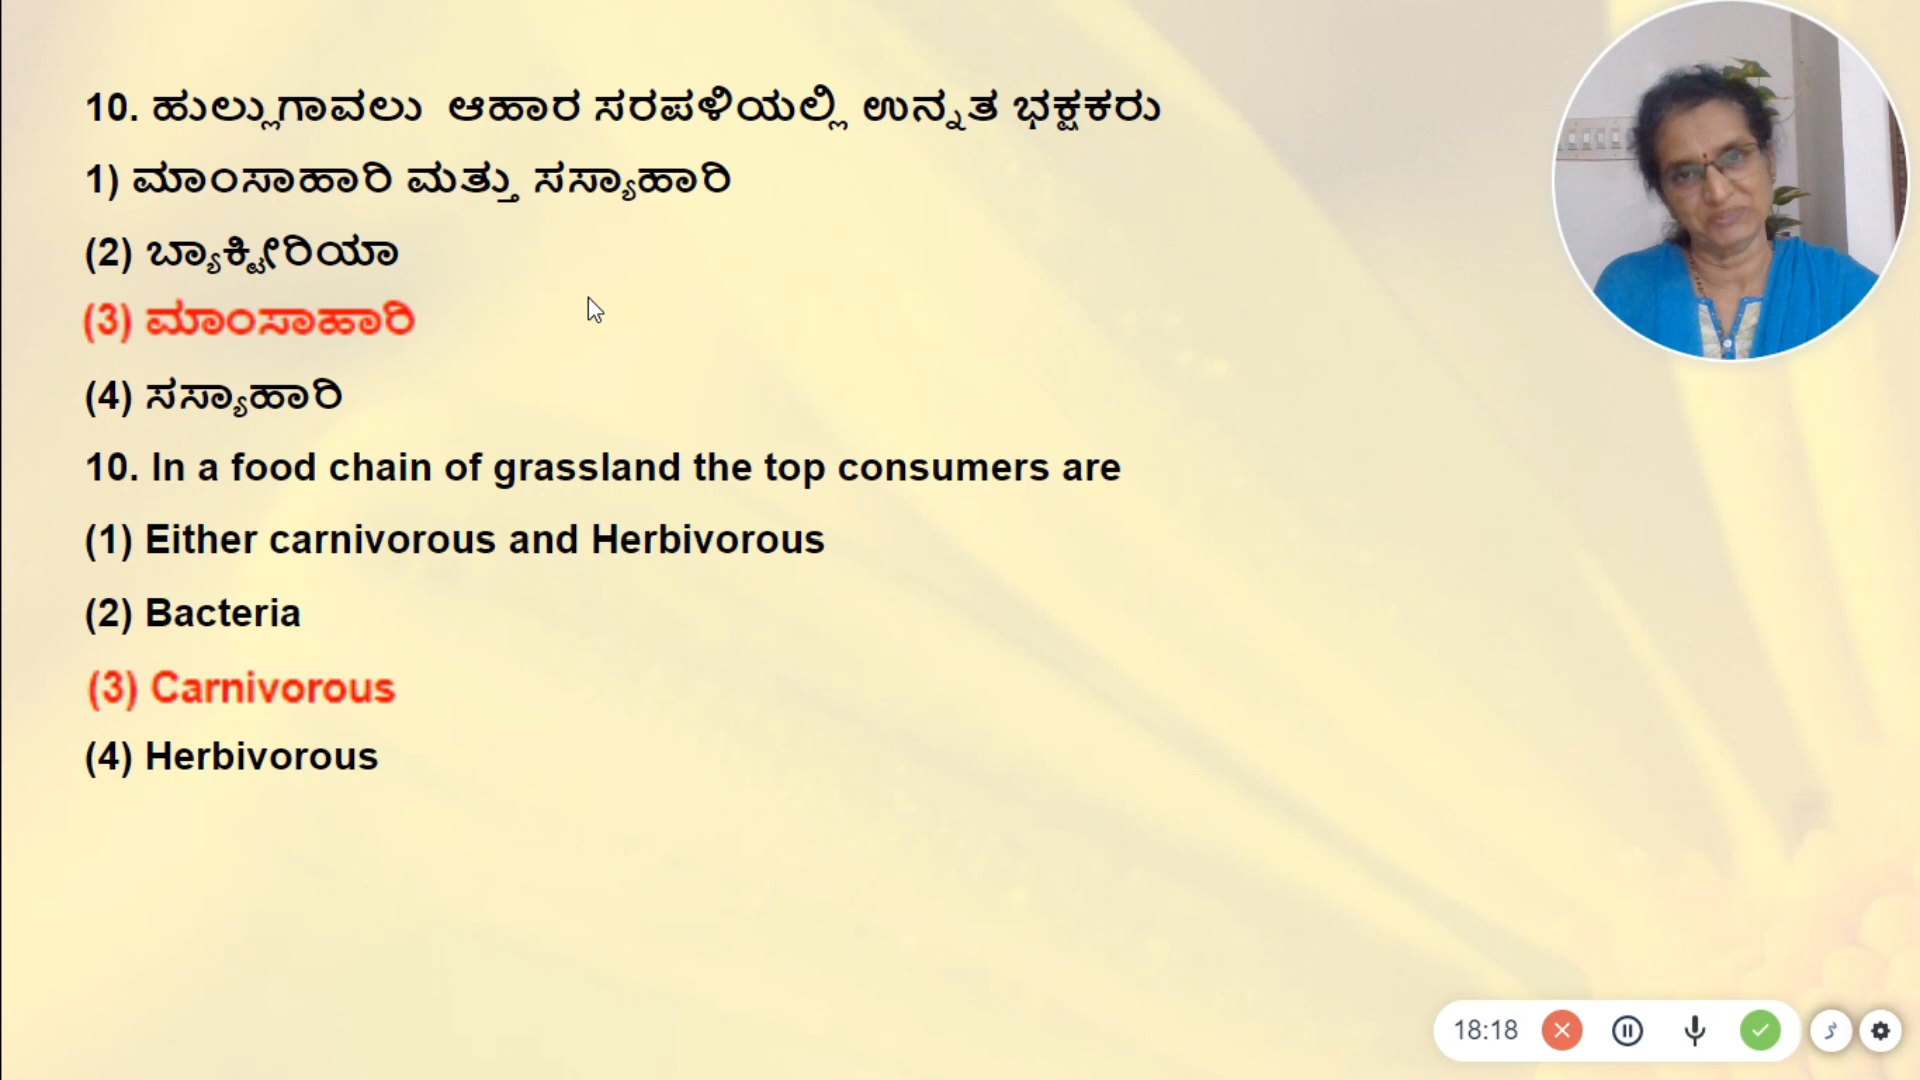 10. ಹುಲ್ಲುಗಾವಲು ಆಹಾರ ಸರಪಳಿಯಲ್ಲಿ ಉನ್ನತ ಭಕ್ಷಕರು
1) ಮಾಂಸಾಹಾರಿ ಮತ್ತು ಸಸ್ಯಾಹಾರಿ
(2) ಬ್ಯಾಕ್ಟೀರಿಯಾ
(3) ಮಾಂಸಾಹಾರಿ
(4) ಸಸ್ಯಾಹಾರಿ
10. In a food chain of grassland the top consumers are
(1) Either carnivorous and Herbivorous
(2) Bacteria
(3) Carnivorous
(4) Herbivorous
18:18